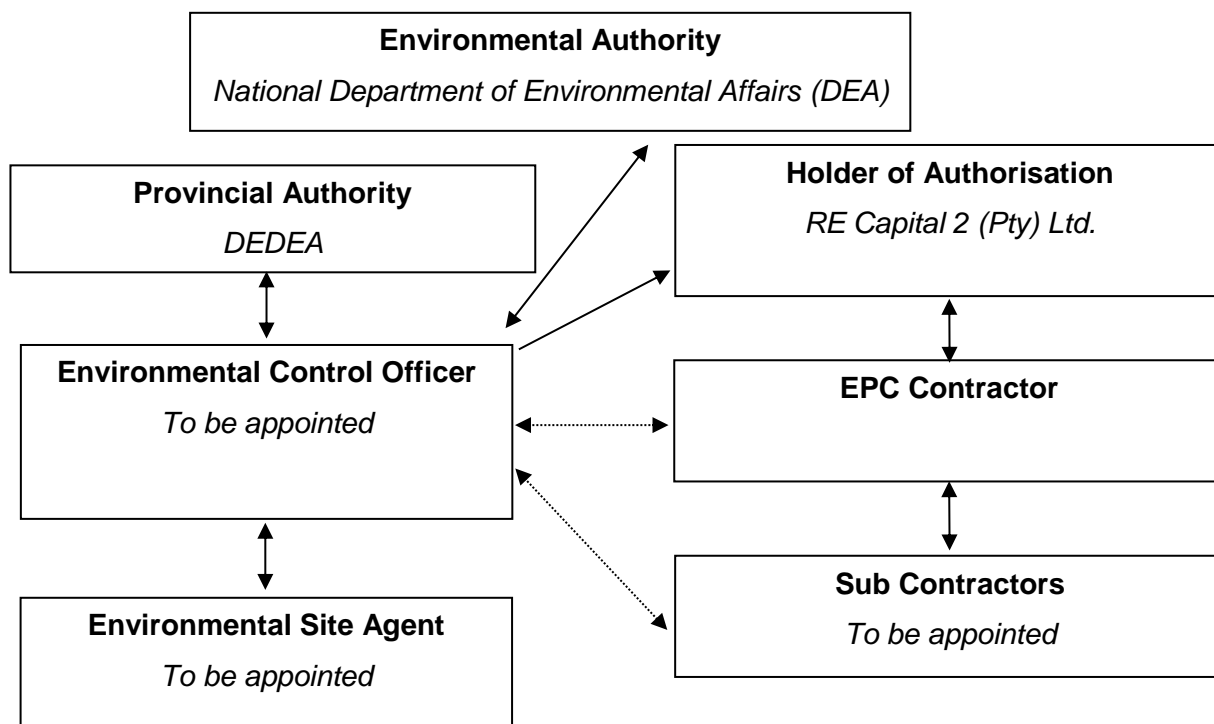 Environmental Authority
National Department of Environmental Affairs (DEA)
Provincial Authority
DEDEA
Holder of Authorisation
RE Capital 2 (Pty) Ltd.
Environmental Control Officer
To be appointed
EPC Contractor
Environmental Site Agent
To be appointed
Sub Contractors
To be appointed